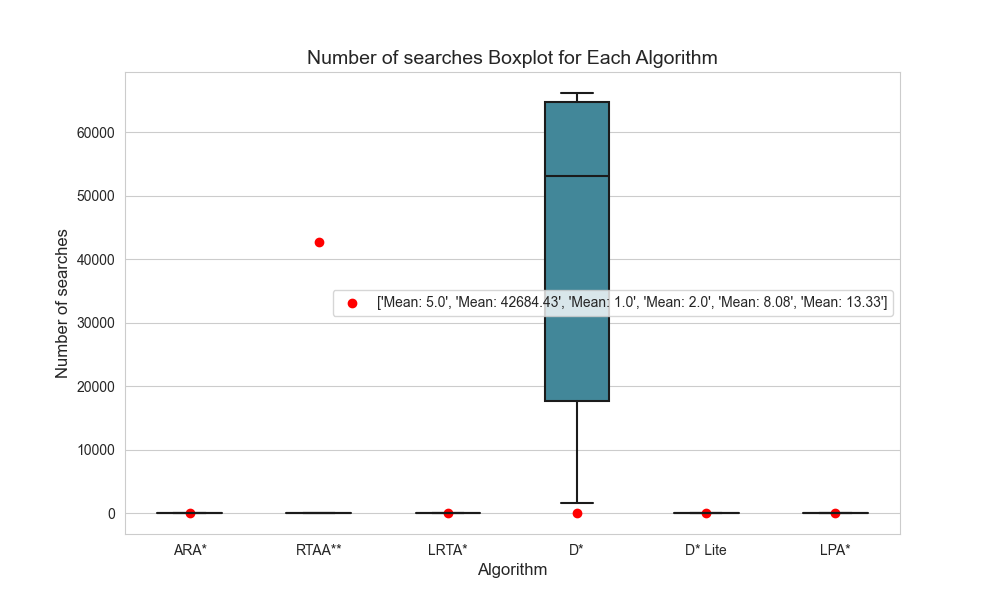 Number of searches Boxplot for Each Algorithm
Number of searches
60000
50000
40000
30000
20000
10000
0
['Mean: 5.0', 'Mean: 42684.43', 'Mean: 1.0', 'Mean: 2.0', 'Mean: 8.08', 'Mean: 13.33']
ARA* RTAA** LRTA* D* D* Lite LPA*
Algorithm